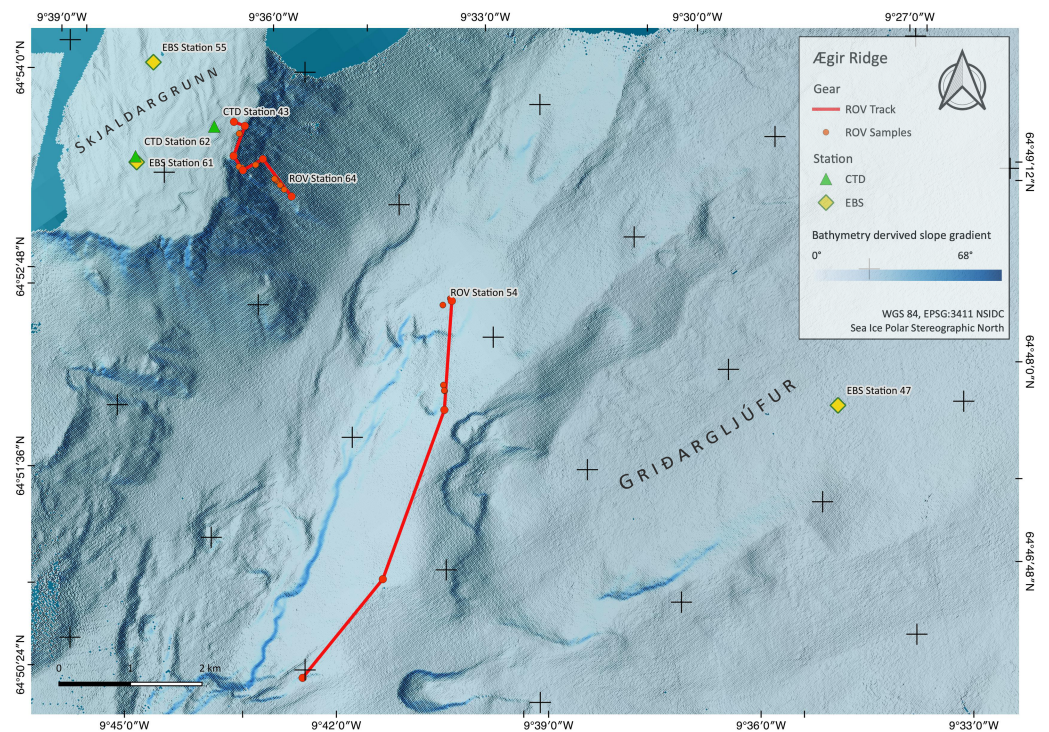 9°39'0"W
9°36'0"W
9°33'0"W
9°30'0"W
9°27'0"W
64°54'0"N
64°52'48"N
64°51'36"N
64°50'24"N
EBS Station 55
SKJALDARGRUNN
CTD Station 43
CTD Station 62
EBS Station 61
ROV Station 64
ROV Station 54
EBS Station 47
GRIÐARGLJÚFUR
Ægir Ridge
Gear
ROV Track
ROV Samples
Station
CTD
EBS
Bathymetry dervived slope gradient
0°
68°
WGS 84, EPSG:3411 NSIDC
Sea Ice Polar Stereographic North
64°49'12"N
64°48'0"N
64°46'48"N
0
1
2 km
9°45'0"W
9°42'0"W
9°39'0"W
9°36'0"W
9°33'0"W